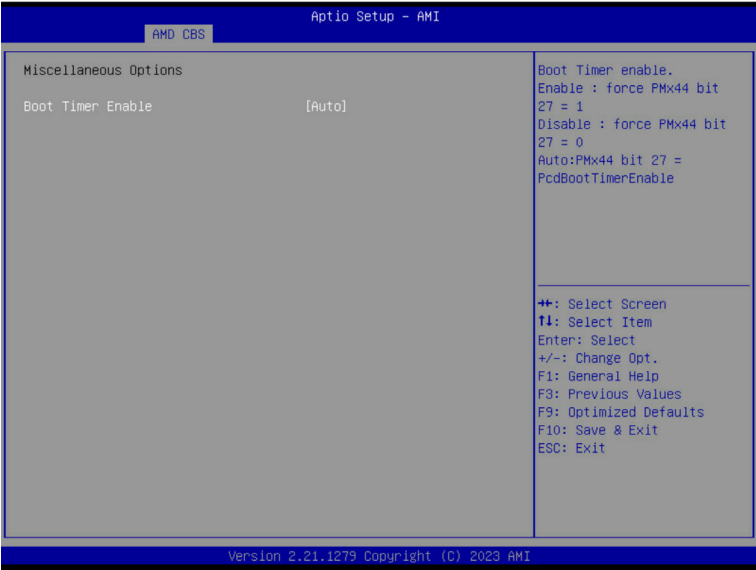 Aptio Setup – AMI
AMD CBS
Miscellaneous Options
Boot Timer Enable [Auto]
Boot Timer enable.
Enable : force PMx44 bit
27 = 1
Disable : force PMx44 bit
27 = 0
Auto:PMx44 bit 27 =
PcdBootTimerEnable
→←: Select Screen
↑↓: Select Item
Enter: Select
+/-: Change Opt.
F1: General Help
F3: Previous Values
F9: Optimized Defaults
F10: Save & Exit
ESC: Exit
Version 2.21.1279 Copyright (C) 2023 AMI